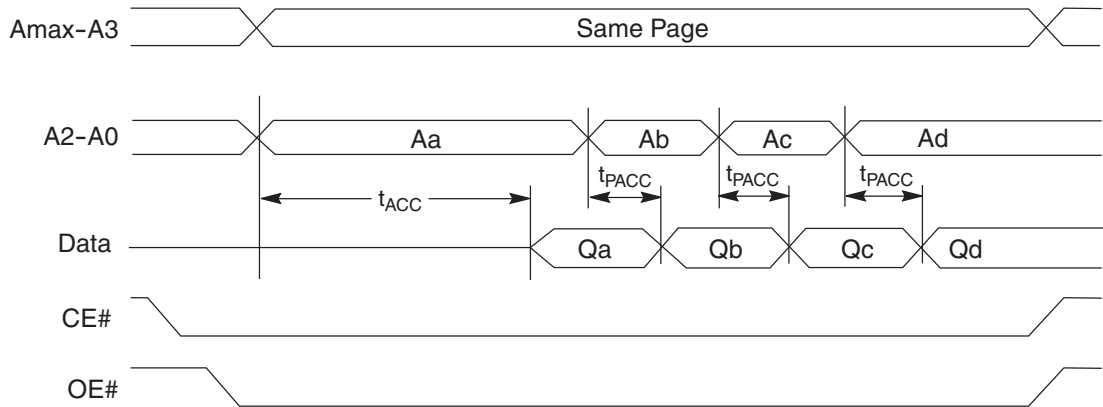 Amax-A3 Same Page
A2-A0 Aa Ab Ac Ad
tPACC tPACC tPACC
tACC
Data Qa Qb Qc Qd
CE#
OE#